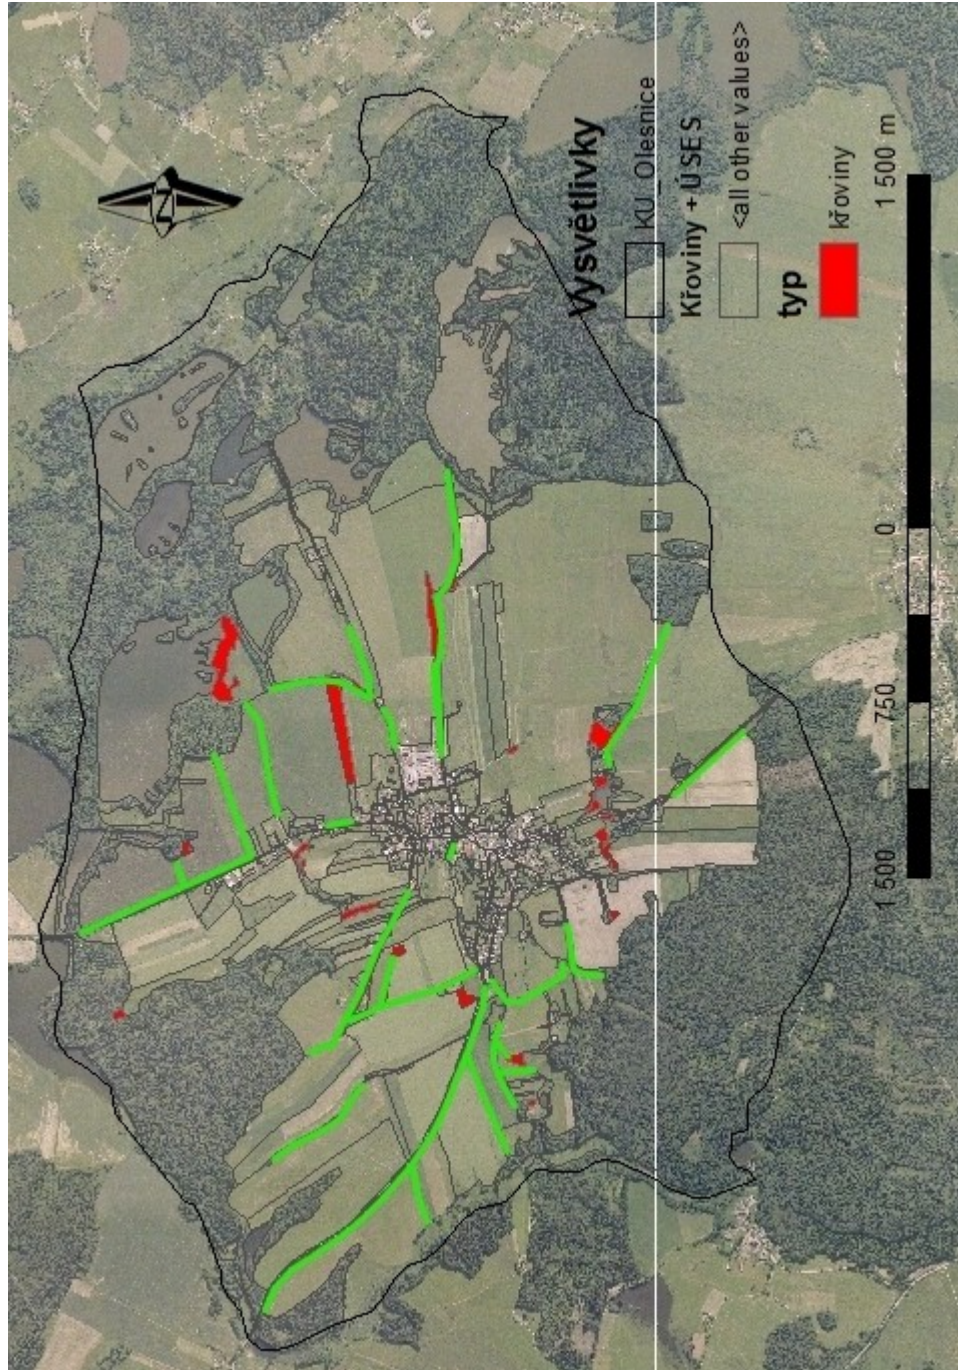 N
Vysvětlivky
KU_Olesnice
Křoviny + ÚSES
<all other values>
typ
křoviny
1 500 750 0 1 500 m